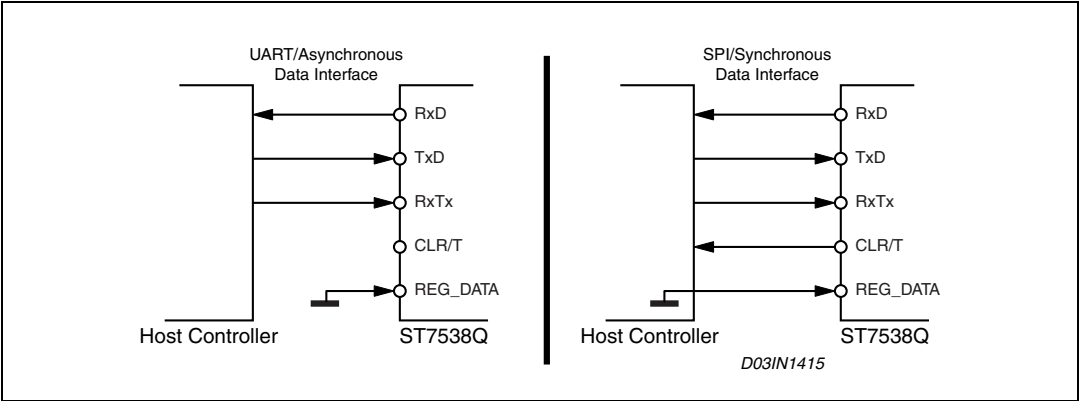 UART/Asynchronous
Data Interface
RxD
TxD
RxTx
CLR/T
REG_DATA
Host Controller
ST7538Q
SPI/Synchronous
Data Interface
RxD
TxD
RxTx
CLR/T
REG_DATA
Host Controller
ST7538Q
D03IN1415